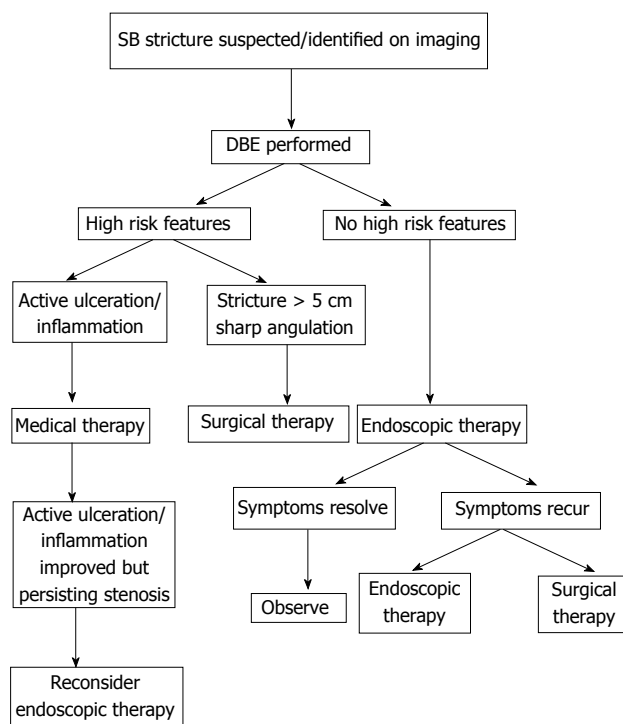 SB stricture suspected/identified on imaging
DBE performed
High risk features
No high risk features
Active ulceration/
inflammation
Stricture > 5 cm
sharp angulation
Medical therapy
Surgical therapy
Endoscopic therapy
Active ulceration/
inflammation
improved but
persisting stenosis
Symptoms resolve
Symptoms recur
Observe
Endoscopic
therapy
Surgical
therapy
Reconsider
endoscopic therapy